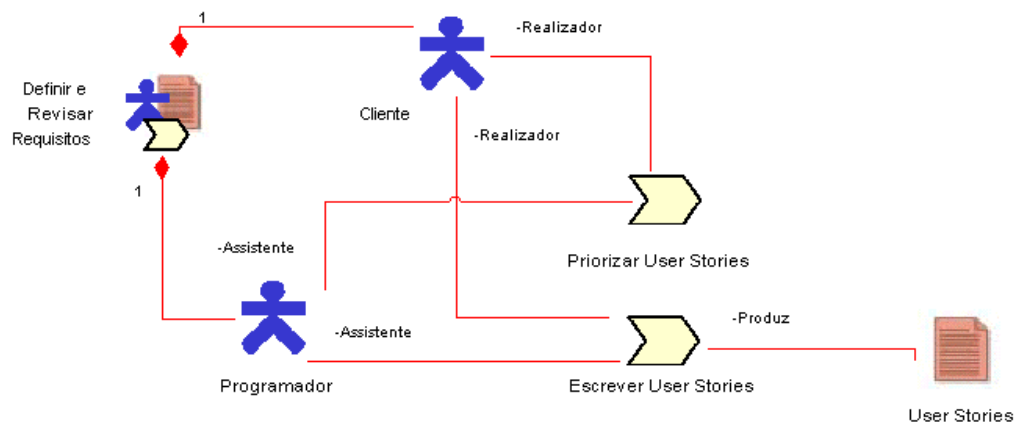 1
-Realizador
Definir e
Revisar
Requisitos
Cliente
-Realizador
1
-Assistente
Priorizar User Stories
-Assistente
-Produz
Programador
Escrever User Stories
User Stories